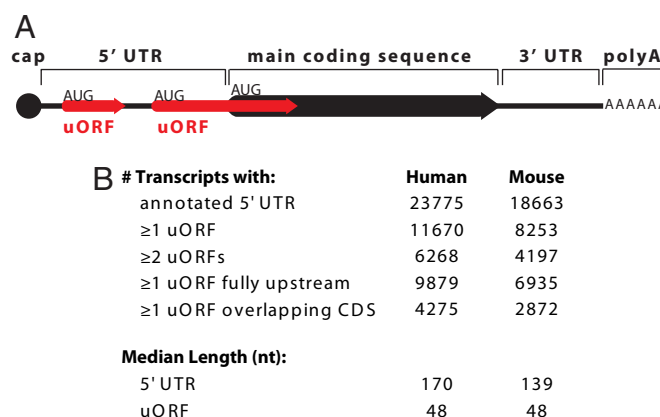 A
cap 5' UTR main coding sequence 3' UTR polyA
AUG AUG AUG
AAAAAA
uORF uORF
B # Transcripts with: Human Mouse
annotated 5' UTR 23775 18663
≥1 uORF 11670 8253
≥2 uORFs 6268 4197
≥1 uORF fully upstream 9879 6935
≥1 uORF overlapping CDS 4275 2872
Median Length (nt):
5' UTR 170 139
uORF 48 48